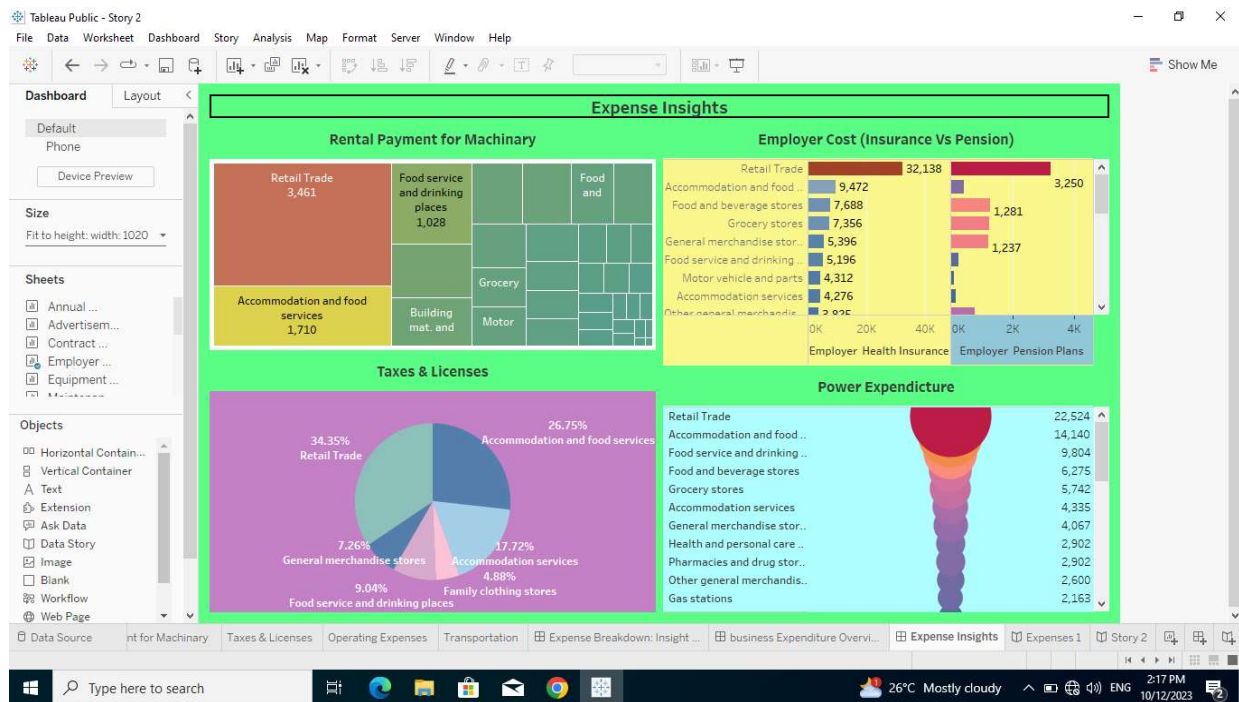 Tableau Public - Story 2
File Data Worksheet Dashboard Story Analysis Map Format Server Window Help
Show Me
Dashboard Layout
Default
Phone
Device Preview
Size
Fit to height: width: 1020
Sheets
Annual ...
Advertisem...
Contract ...
Employer ...
Equipment ...
Objects
Horizontal Contain...
Vertical Container
A Text
Extension
Ask Data
Data Story
Image
Blank
Workflow
Web Page
Expense Insights
Rental Payment for Machinary
Retail Trade
3,461
Accommodation and food
services
1,710
Food service
and drinking
places
1,028
Building
mat. and
Grocery
Motor
Food
and
Employer Cost (Insurance Vs Pension)
Retail Trade 32,138
Accommodation and food .. 9,472 3,250
Food and beverage stores 7,688 1,281
Grocery stores 7,356
General merchandise stor.. 5,396 1,237
Food service and drinking .. 5,196
Motor vehicle and parts 4,312
Accommodation services 4,276
Other general merchandis.. 3,825
0K 20K 40K 0K 2K 4K
Employer Health Insurance Employer Pension Plans
Taxes & Licenses
26.75%
Accommodation and food services
34.35%
Retail Trade
7.26%
General merchandise stores
17.72%
Accommodation services
4.88%
Family clothing stores
9.04%
Food service and drinking places
Power Expendicture
Retail Trade 22,524
Accommodation and food .. 14,140
Food service and drinking .. 9,804
Food and beverage stores 6,275
Grocery stores 5,742
Accommodation services 4,335
General merchandise stor.. 4,067
Health and personal care .. 2,902
Pharmacies and drug stor.. 2,902
Other general merchandis.. 2,600
Gas stations 2,163
Data Source nt for Machinary Taxes & Licenses Operating Expenses Transportation Expense Breakdown: Insight ... business Expenditure Overvi... Expense Insights Expenses 1 Story 2
Type here to search
26°C Mostly cloudy ENG
2:17 PM
10/12/2023
2